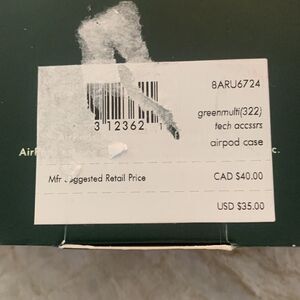 8ARU6724
3 12362 1
greenmulti(322)
tech accssrs
airpod case
Mfr Suggested Retail Price CAD $40.00
USD $35.00